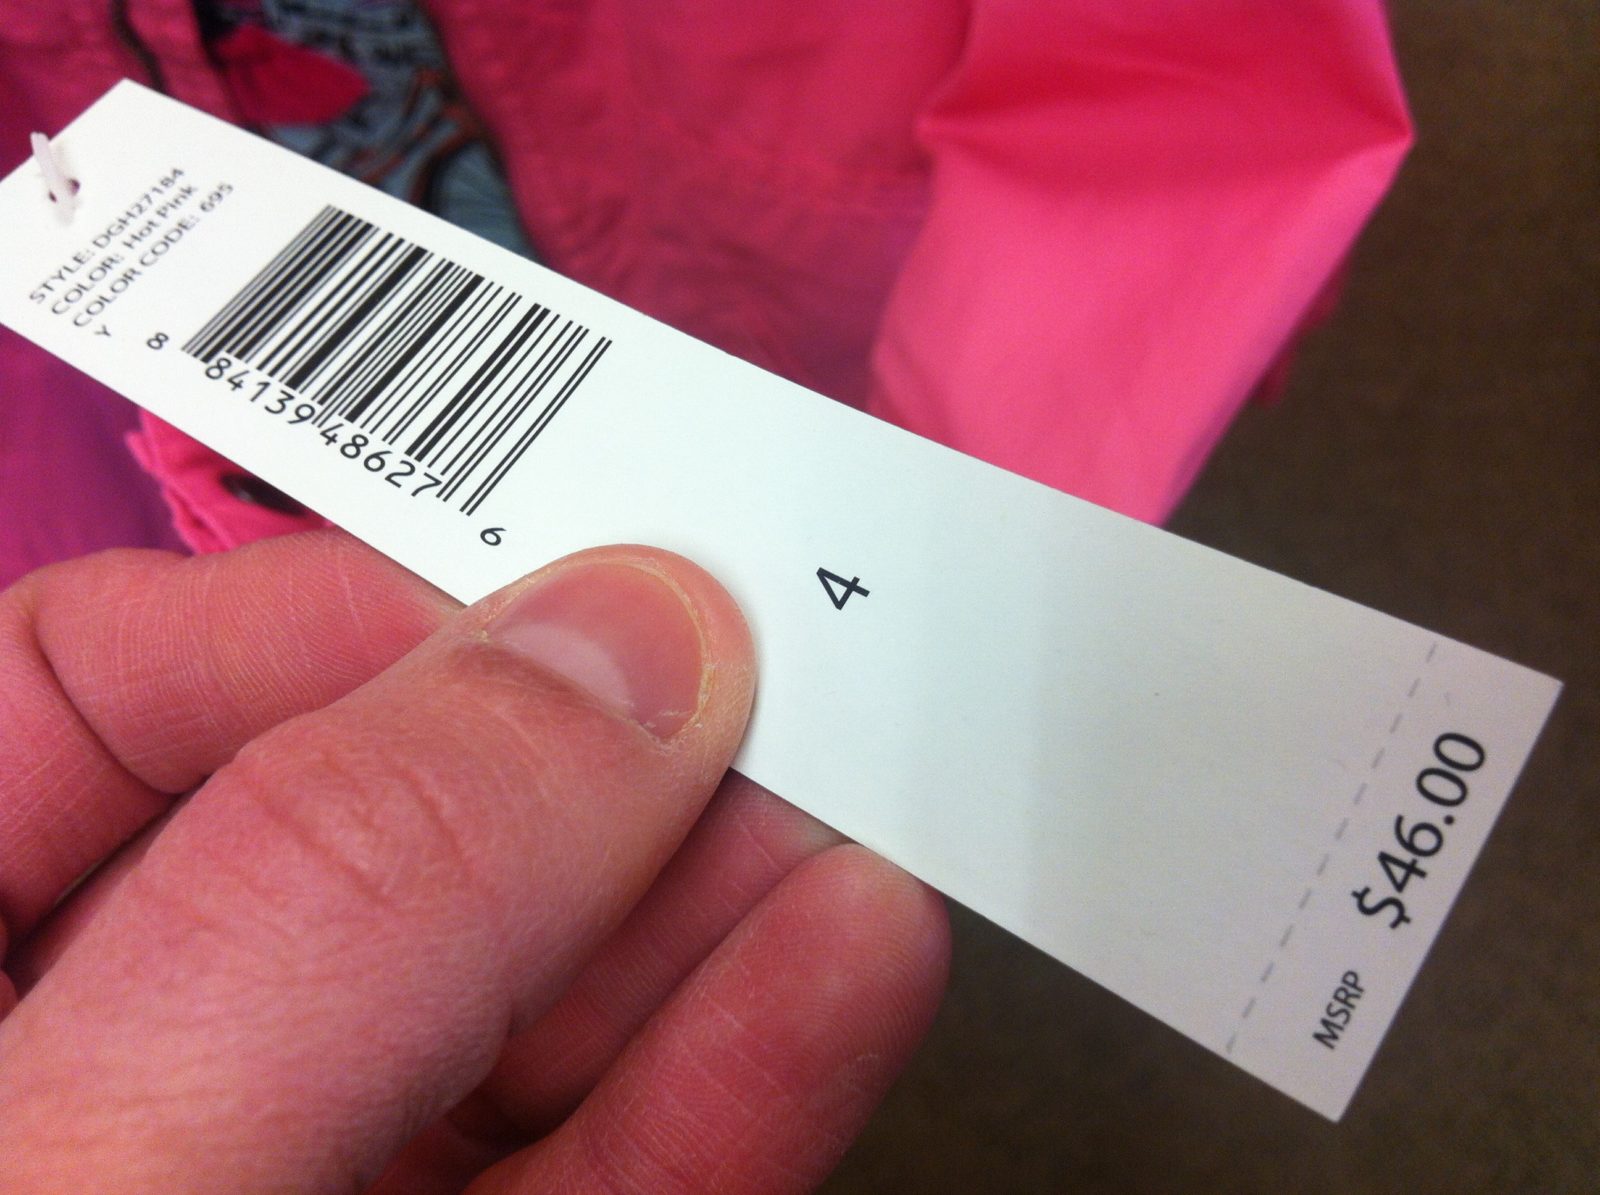 STYLE: DGH27184
COLOR: Hot Pink
COLOR CODE: 695
Y
8 84139 48627 6
4
MSRP $46.00